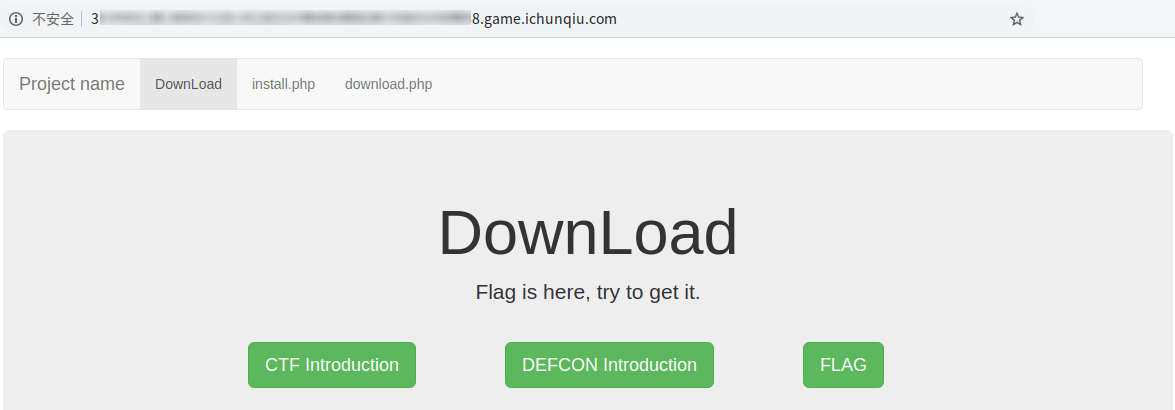 不安全 3 8.game.ichunqiu.com
Project name DownLoad install.php download.php
DownLoad
Flag is here, try to get it.
CTF Introduction DEFCON Introduction FLAG